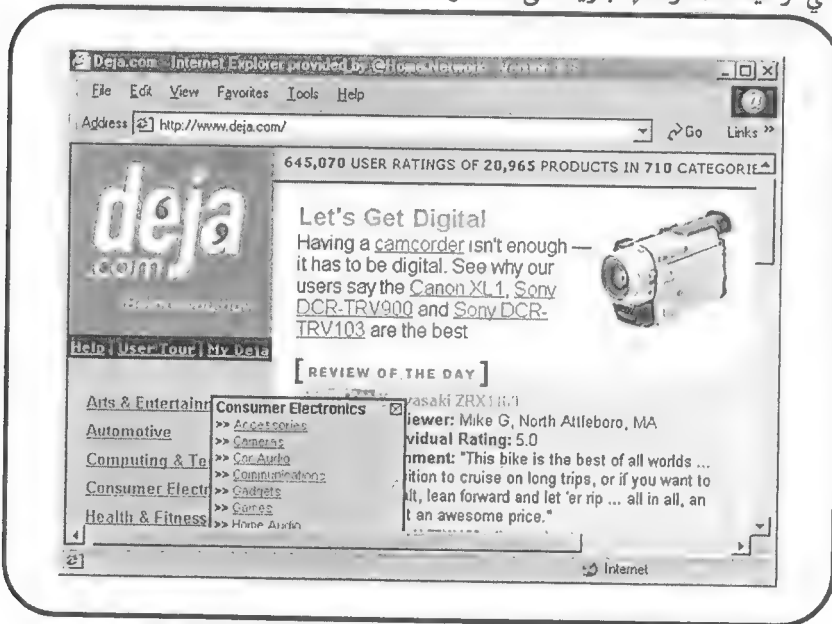 Deja.com - Internet Explorer provided by @Home Network
File Edit View Favorites Tools Help
Address http://www.deja.com/ Go Links »
645,070 USER RATINGS OF 20,965 PRODUCTS IN 710 CATEGORIE
deja
.com
Let's Get Digital
Having a camcorder isn't enough —
it has to be digital. See why our
users say the Canon XL1, Sony
DCR-TRV900 and Sony DCR-
TRV103 are the best
Help | User Tour | My Deja
[ REVIEW OF THE DAY ]
Arts & Entertainm
Automotive
Computing & Te
Consumer Electr
Health & Fitness
Consumer Electronics
>> Accessories
>> Cameras
>> Car Audio
>> Communications
>> Gadgets
>> Games
>> Home Audio
iewer: Mike G, North Attleboro, MA
vidual Rating: 5.0
nment: "This bike is the best of all worlds ...
ition to cruise on long trips, or if you want to
alt, lean forward and let 'er rip ... all in all, an
t an awesome price."
Internet